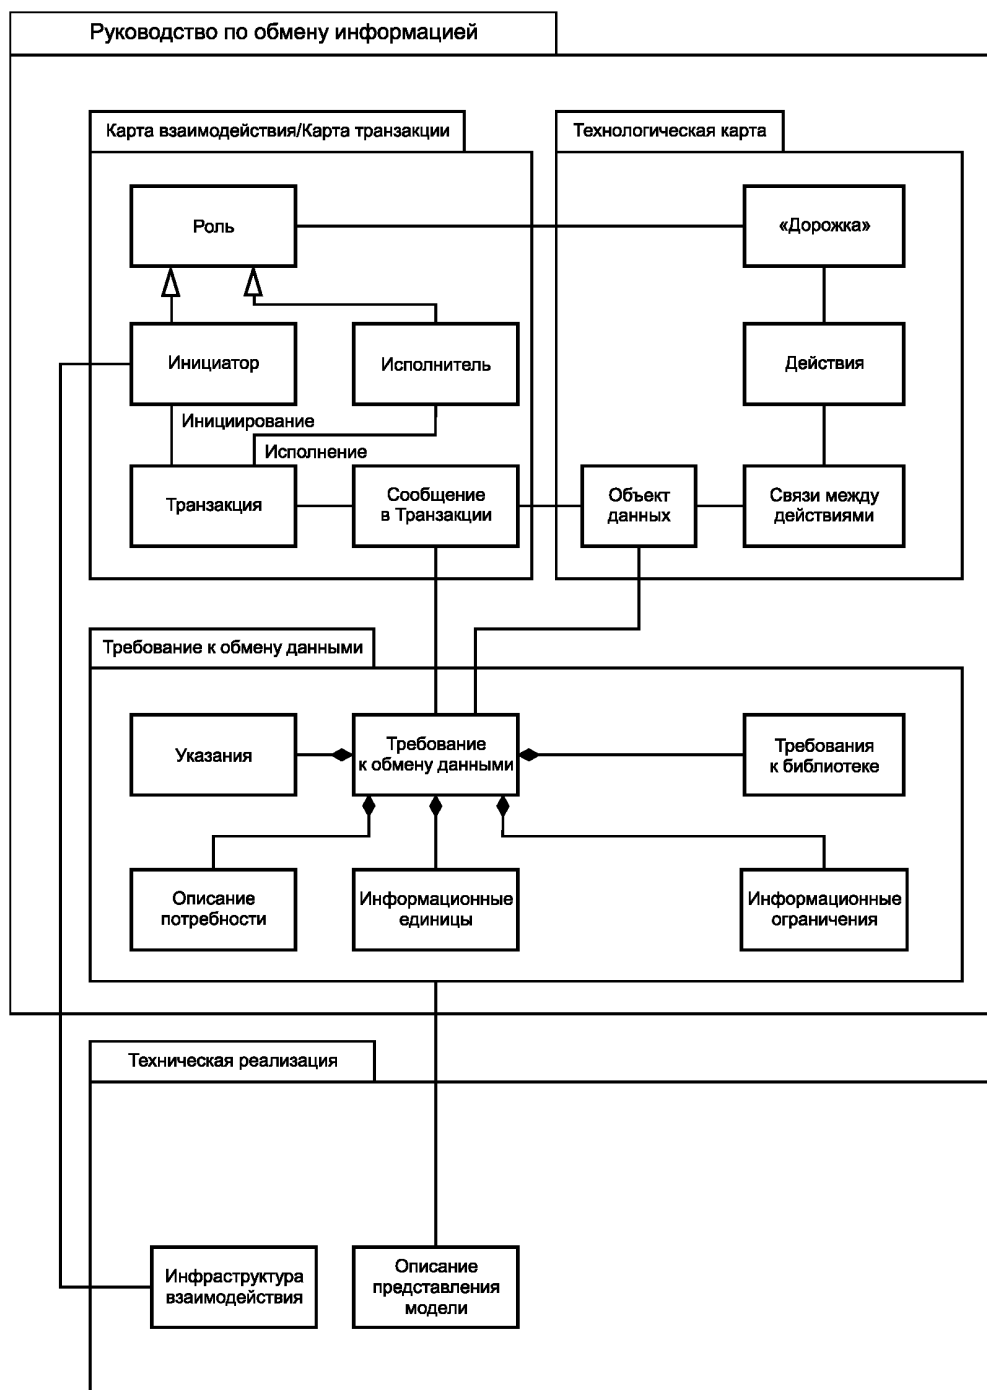 Руководство по обмену информацией
Карта взаимодействия/Карта транзакции
Технологическая карта
Роль
«Дорожка»
Инициатор
Исполнитель
Действия
Инициирование
Исполнение
Транзакция
Сообщение
в Транзакции
Объект
данных
Связи между
действиями
Требование к обмену данными
Указания
Требование
к обмену данными
Требования
к библиотеке
Описание
потребности
Информационные
единицы
Информационные
ограничения
Техническая реализация
Инфраструктура
взаимодействия
Описание
представления
модели